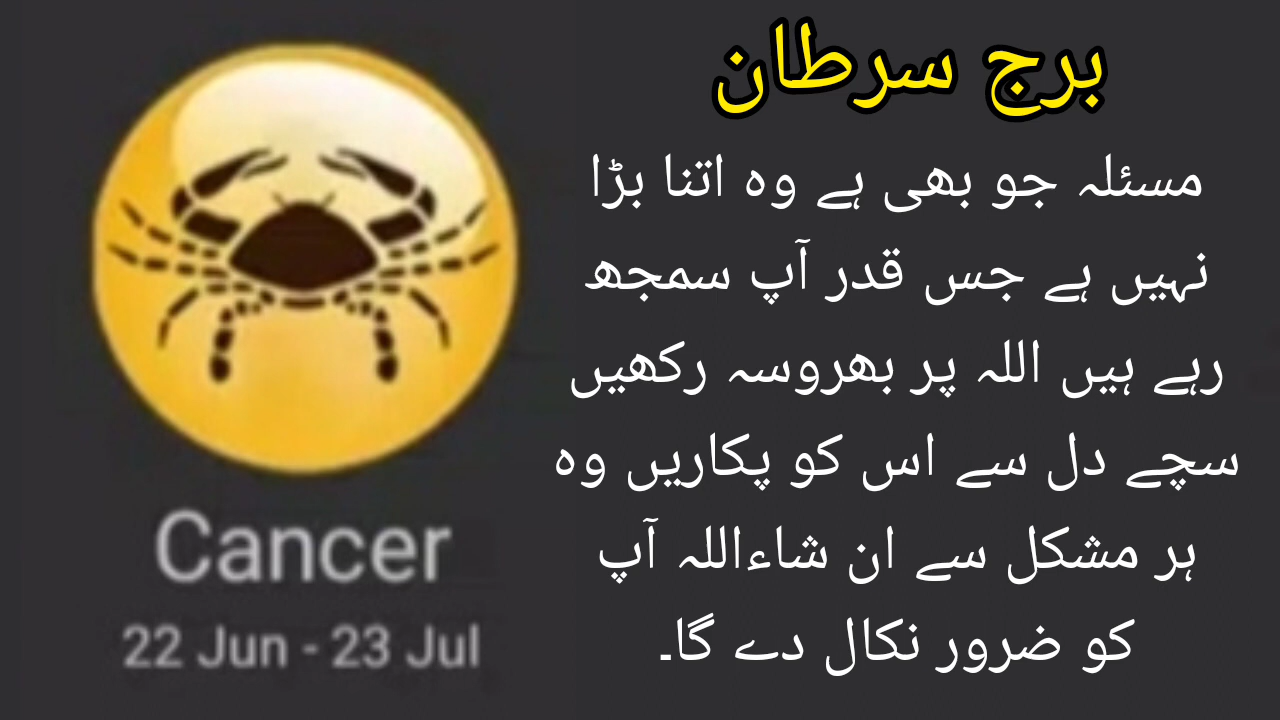 برج سرطان
مسئلہ جو بھی ہے وہ اتنا بڑا
نہیں ہے جس قدر آپ سمجھ
رہے ہیں اللہ پر بھروسہ رکھیں
سچے دل سے اس کو پکاریں وہ
ہر مشکل سے ان شاءاللہ آپ
کو ضرور نکال دے گا۔
Cancer
22 Jun - 23 Jul